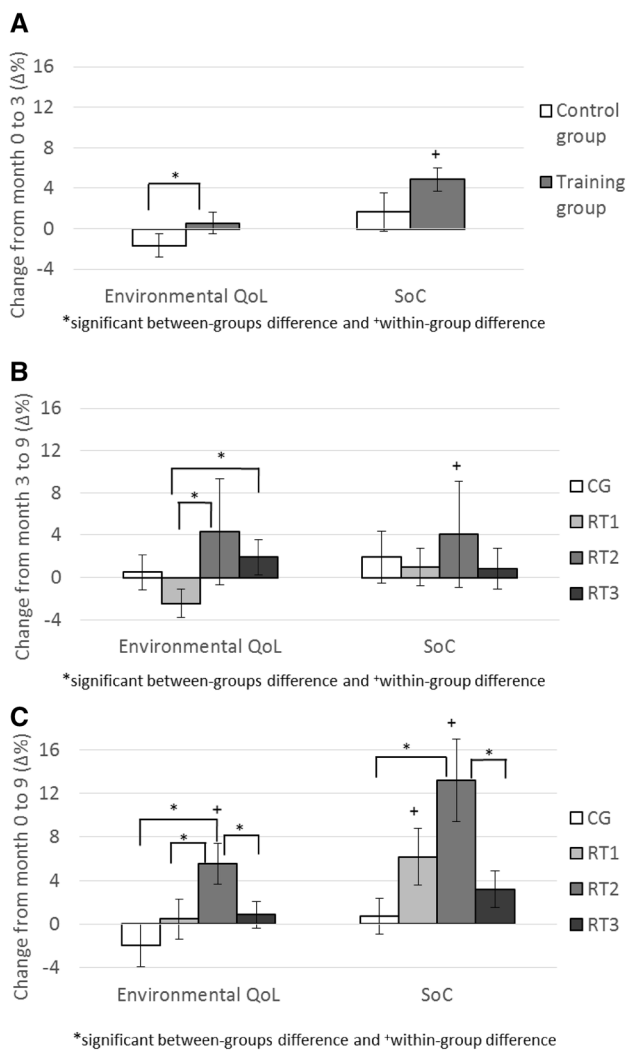 A
Change from month 0 to 3 (Δ%)
16
12
8
4
0
-4
*
+
Environmental QoL
SoC
Control group
Training group
*significant between-groups difference and +within-group difference
B
Change from month 3 to 9 (Δ%)
16
12
8
4
0
-4
*
*
+
Environmental QoL
SoC
CG
RT1
RT2
RT3
*significant between-groups difference and +within-group difference
C
Change from month 0 to 9 (Δ%)
16
12
8
4
0
-4
*
+
*
*
+
*
+
*
Environmental QoL
SoC
CG
RT1
RT2
RT3
*significant between-groups difference and +within-group difference